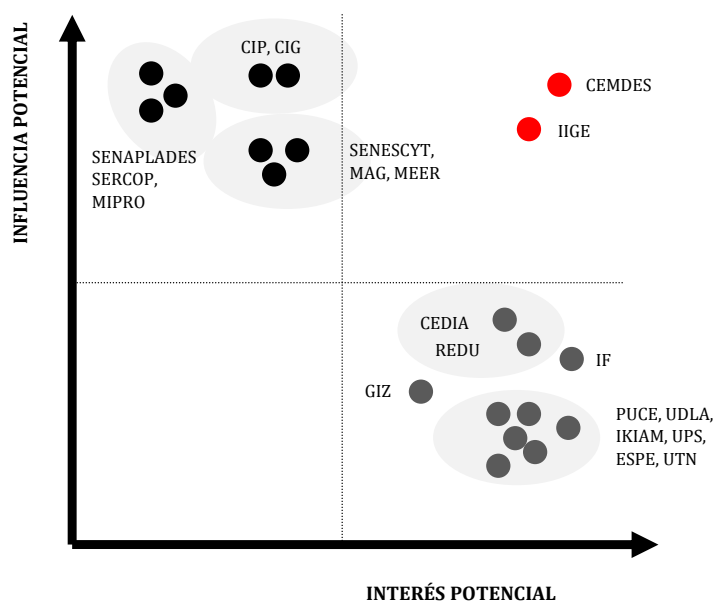 INFLUENCIA POTENCIAL
CIP, CIG
CEMDES
IIGE
SENAPLADES
SERCOP,
MIPRO
SENESCYT,
MAG, MEER
CEDIA
REDU
IF
GIZ
PUCE, UDLA,
IKIAM, UPS,
ESPE, UTN
INTERÉS POTENCIAL